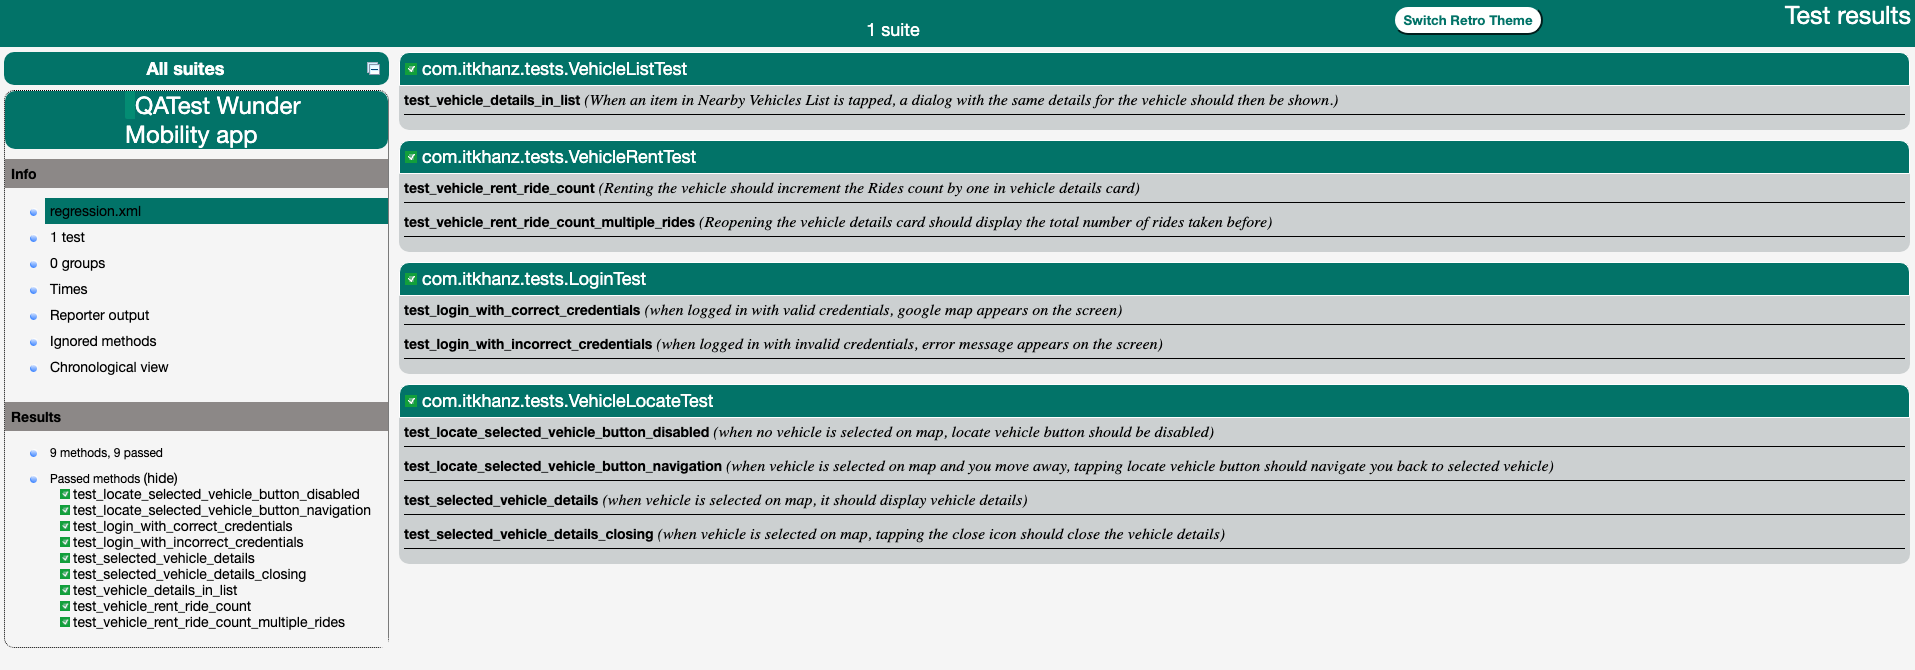 1 suite
Switch Retro Theme
Test results
All suites
QATest Wunder
Mobility app
Info
regression.xml
1 test
0 groups
Times
Reporter output
Ignored methods
Chronological view
Results
9 methods, 9 passed
Passed methods (hide)
test_locate_selected_vehicle_button_disabled
test_locate_selected_vehicle_button_navigation
test_login_with_correct_credentials
test_login_with_incorrect_credentials
test_selected_vehicle_details
test_selected_vehicle_details_closing
test_vehicle_details_in_list
test_vehicle_rent_ride_count
test_vehicle_rent_ride_count_multiple_rides
com.itkhanz.tests.VehicleListTest
test_vehicle_details_in_list (When an item in Nearby Vehicles List is tapped, a dialog with the same details for the vehicle should then be shown.)
com.itkhanz.tests.VehicleRentTest
test_vehicle_rent_ride_count (Renting the vehicle should increment the Rides count by one in vehicle details card)
test_vehicle_rent_ride_count_multiple_rides (Reopening the vehicle details card should display the total number of rides taken before)
com.itkhanz.tests.LoginTest
test_login_with_correct_credentials (when logged in with valid credentials, google map appears on the screen)
test_login_with_incorrect_credentials (when logged in with invalid credentials, error message appears on the screen)
com.itkhanz.tests.VehicleLocateTest
test_locate_selected_vehicle_button_disabled (when no vehicle is selected on map, locate vehicle button should be disabled)
test_locate_selected_vehicle_button_navigation (when vehicle is selected on map and you move away, tapping locate vehicle button should navigate you back to selected vehicle)
test_selected_vehicle_details (when vehicle is selected on map, it should display vehicle details)
test_selected_vehicle_details_closing (when vehicle is selected on map, tapping the close icon should close the vehicle details)